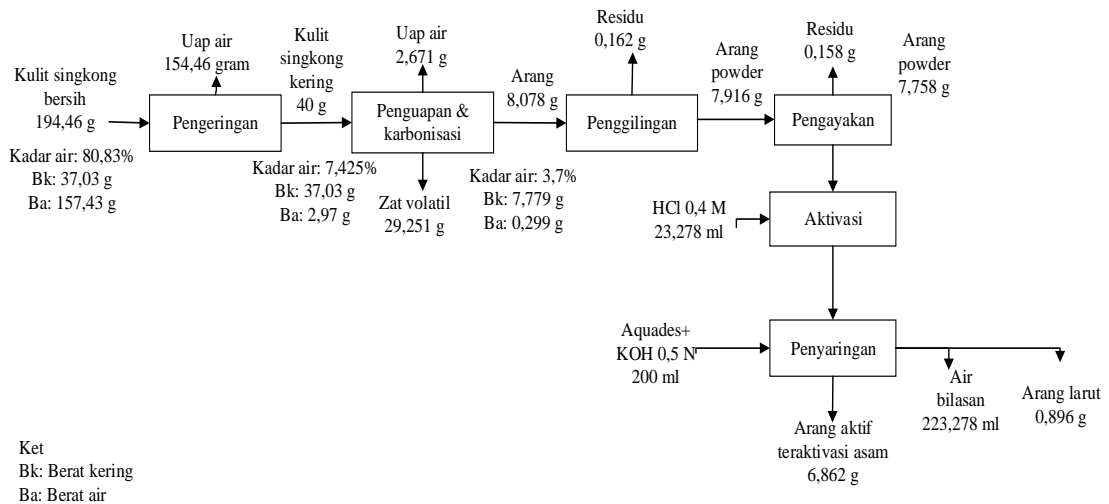 Uap air
154,46 gram
Kulit singkong
bersih
194,46 g
Pengeringan
Kadar air: 80,83%
Bk: 37,03 g
Ba: 157,43 g
Kulit
singkong
kering
40 g
Kadar air: 7,425%
Bk: 37,03 g
Ba: 2,97 g
Uap air
2,671 g
Penguapan &
karbonisasi
Zat volatil
29,251 g
Arang
8,078 g
Kadar air: 3,7%
Bk: 7,779 g
Ba: 0,299 g
Residu
0,162 g
Penggilingan
Arang
powder
7,916 g
Residu
0,158 g
Pengayakan
Arang
powder
7,758 g
HCl 0,4 M
23,278 ml
Aktivasi
Aquades+
KOH 0,5 N
200 ml
Penyaringan
Air
bilasan
223,278 ml
Arang larut
0,896 g
Arang aktif
teraktivasi asam
6,862 g
Ket
Bk: Berat kering
Ba: Berat air